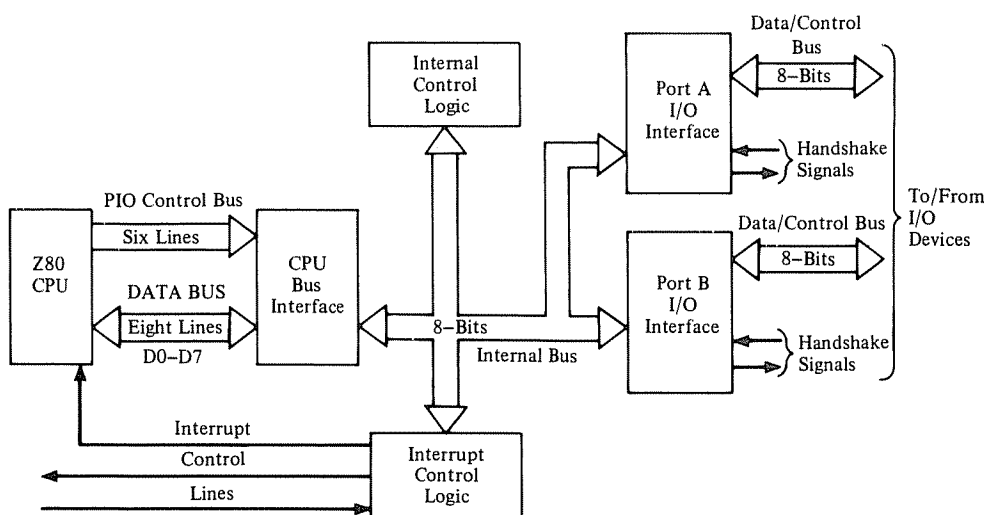 Internal
Control
Logic
Port A
I/O
Interface
Data/Control
Bus
8–Bits
Handshake
Signals
PIO Control Bus
Six Lines
Z80
CPU
DATA BUS
Eight Lines
D0–D7
CPU
Bus
Interface
8–Bits
Internal Bus
Port B
I/O
Interface
Data/Control Bus
8–Bits
Handshake
Signals
To/From
I/O
Devices
Interrupt
Control
Lines
Interrupt
Control
Logic